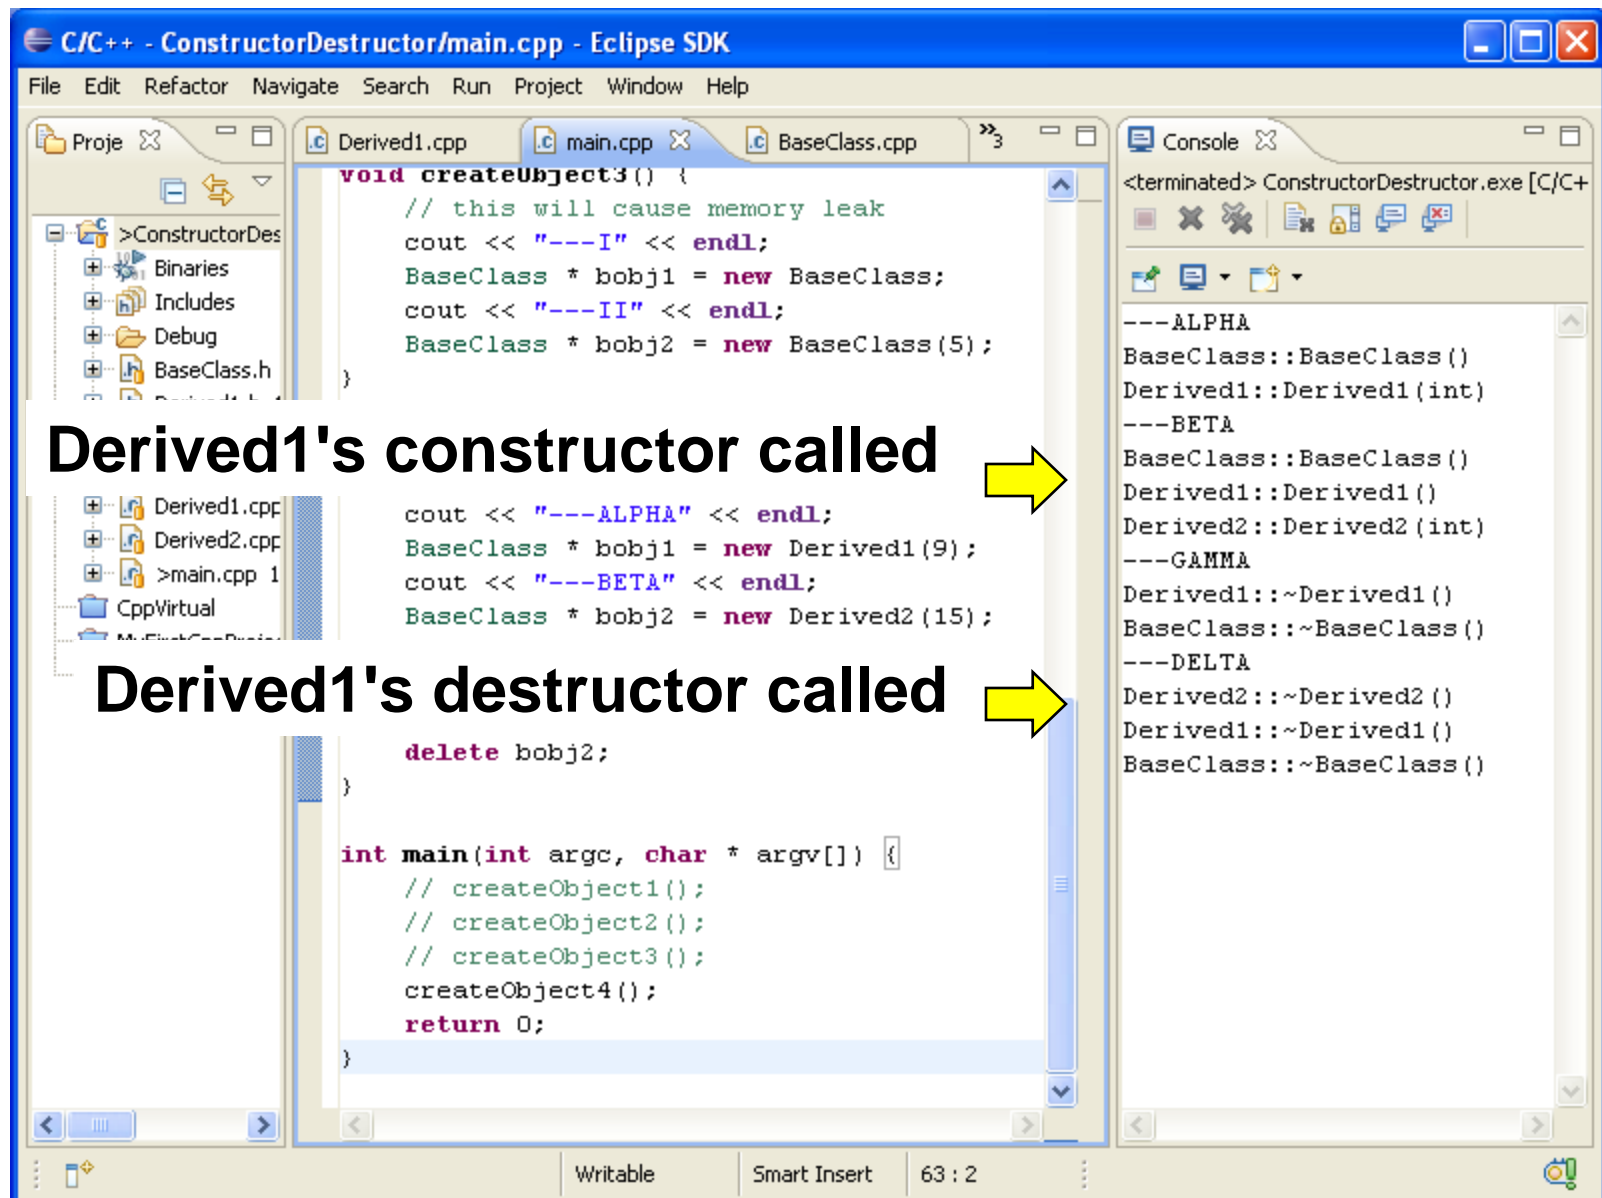 C/C++ - ConstructorDestructor/main.cpp - Eclipse SDK
File Edit Refactor Navigate Search Run Project Window Help
Proje
>ConstructorDes
Binaries
Includes
Debug
BaseClass.h
Derived1.cpp
Derived2.cpp
>main.cpp 1
CppVirtual
Derived1.cpp main.cpp BaseClass.cpp »3
void createObject3() {
// this will cause memory leak
cout << "---I" << endl;
BaseClass * bobj1 = new BaseClass;
cout << "---II" << endl;
BaseClass * bobj2 = new BaseClass(5);
}
Derived1's constructor called
cout << "---ALPHA" << endl;
BaseClass * bobj1 = new Derived1(9);
cout << "---BETA" << endl;
BaseClass * bobj2 = new Derived2(15);
Derived1's destructor called
delete bobj2;
}
int main(int argc, char * argv[]) {
// createObject1();
// createObject2();
// createObject3();
createObject4();
return 0;
}
Console
<terminated> ConstructorDestructor.exe [C/C+
---ALPHA
BaseClass::BaseClass()
Derived1::Derived1(int)
---BETA
BaseClass::BaseClass()
Derived1::Derived1()
Derived2::Derived2(int)
---GAMMA
Derived1::~Derived1()
BaseClass::~BaseClass()
---DELTA
Derived2::~Derived2()
Derived1::~Derived1()
BaseClass::~BaseClass()
Writable Smart Insert 63 : 2